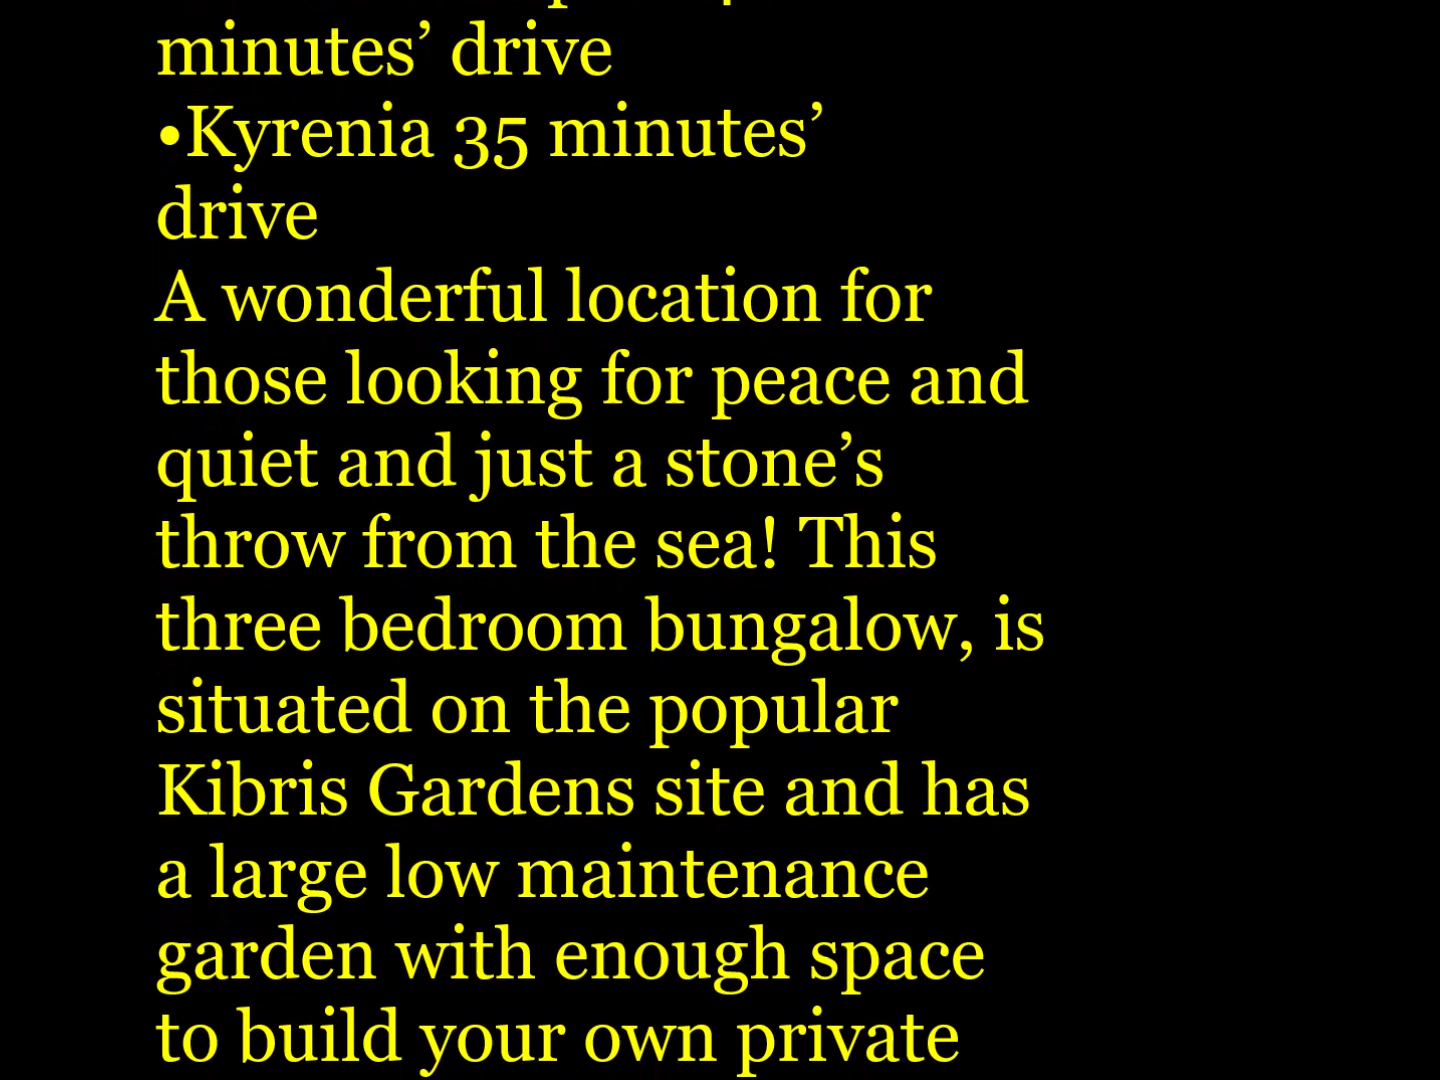 minutes’ drive
•Kyrenia 35 minutes’
drive
A wonderful location for
those looking for peace and
quiet and just a stone’s
throw from the sea! This
three bedroom bungalow, is
situated on the popular
Kibris Gardens site and has
a large low maintenance
garden with enough space
to build your own private